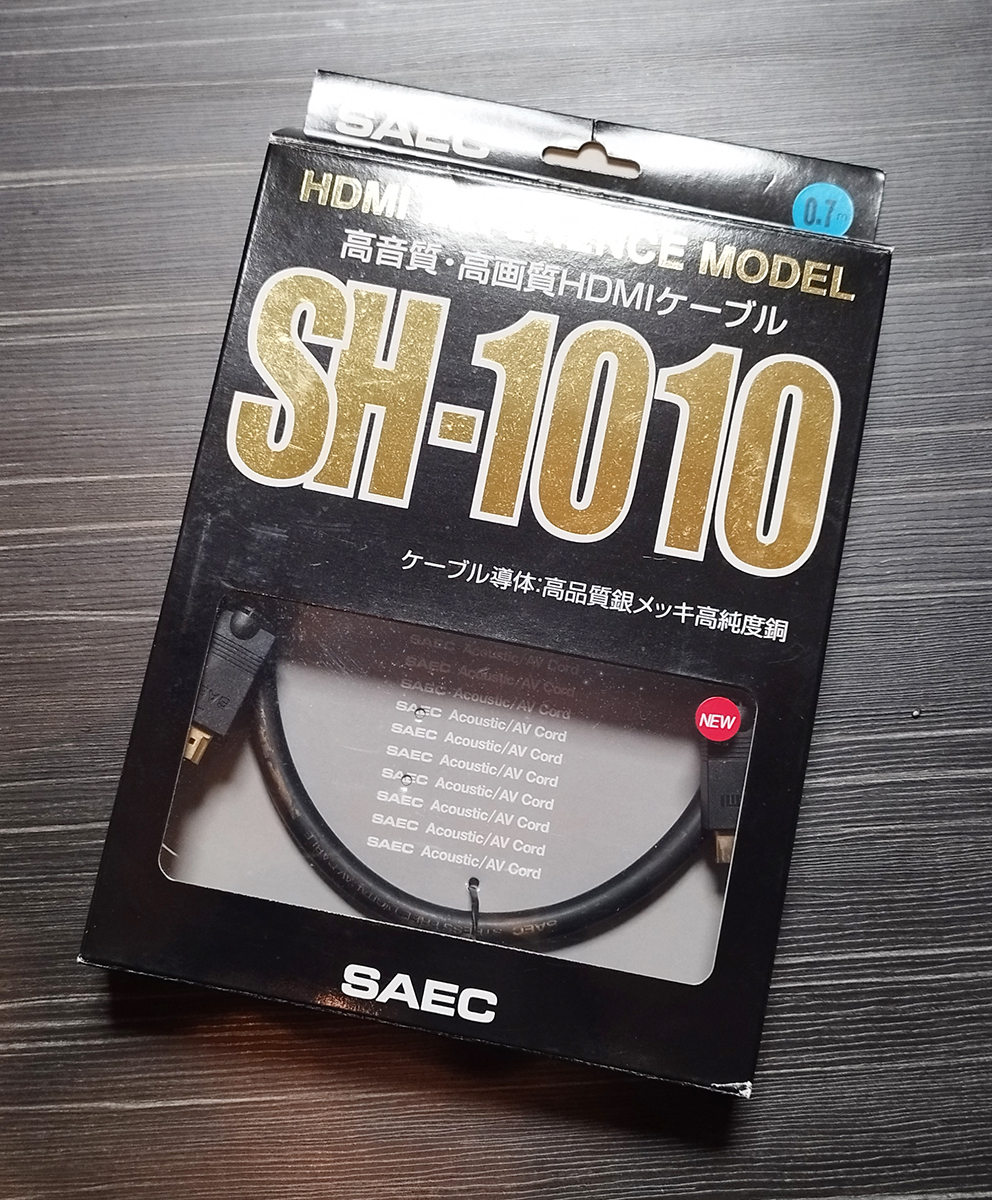 SAEC
0.7m
HDMI REFERENCE MODEL
高音質・高画質HDMIケーブル
SH-1010
ケーブル導体:高品質銀メッキ高純度銅
NEW
SAEC Acoustic/AV Cord
SAEC Acoustic/AV Cord
SAEC Acoustic/AV Cord
SAEC Acoustic/AV Cord
SAEC Acoustic/AV Cord
SAEC Acoustic/AV Cord
SAEC Acoustic/AV Cord
SAEC Acoustic/AV Cord
SAEC Acoustic/AV Cord
SAEC
SAEC